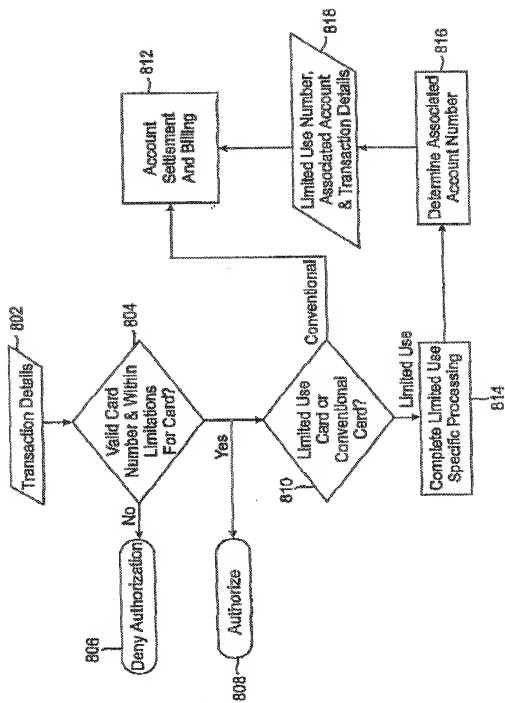 802
Transaction Details
804
Valid Card
Number & Within
Limitations
For Card?
No
806
Deny Authorization
Yes
808
Authorize
810
Limited Use
Card or
Conventional
Card?
Conventional
812
Account
Settlement
And Billing
Limited Use
Complete Limited Use
Specific Processing
814
816
Determine Associated
Account Number
818
Limited Use Number,
Associated Account
& Transaction Details